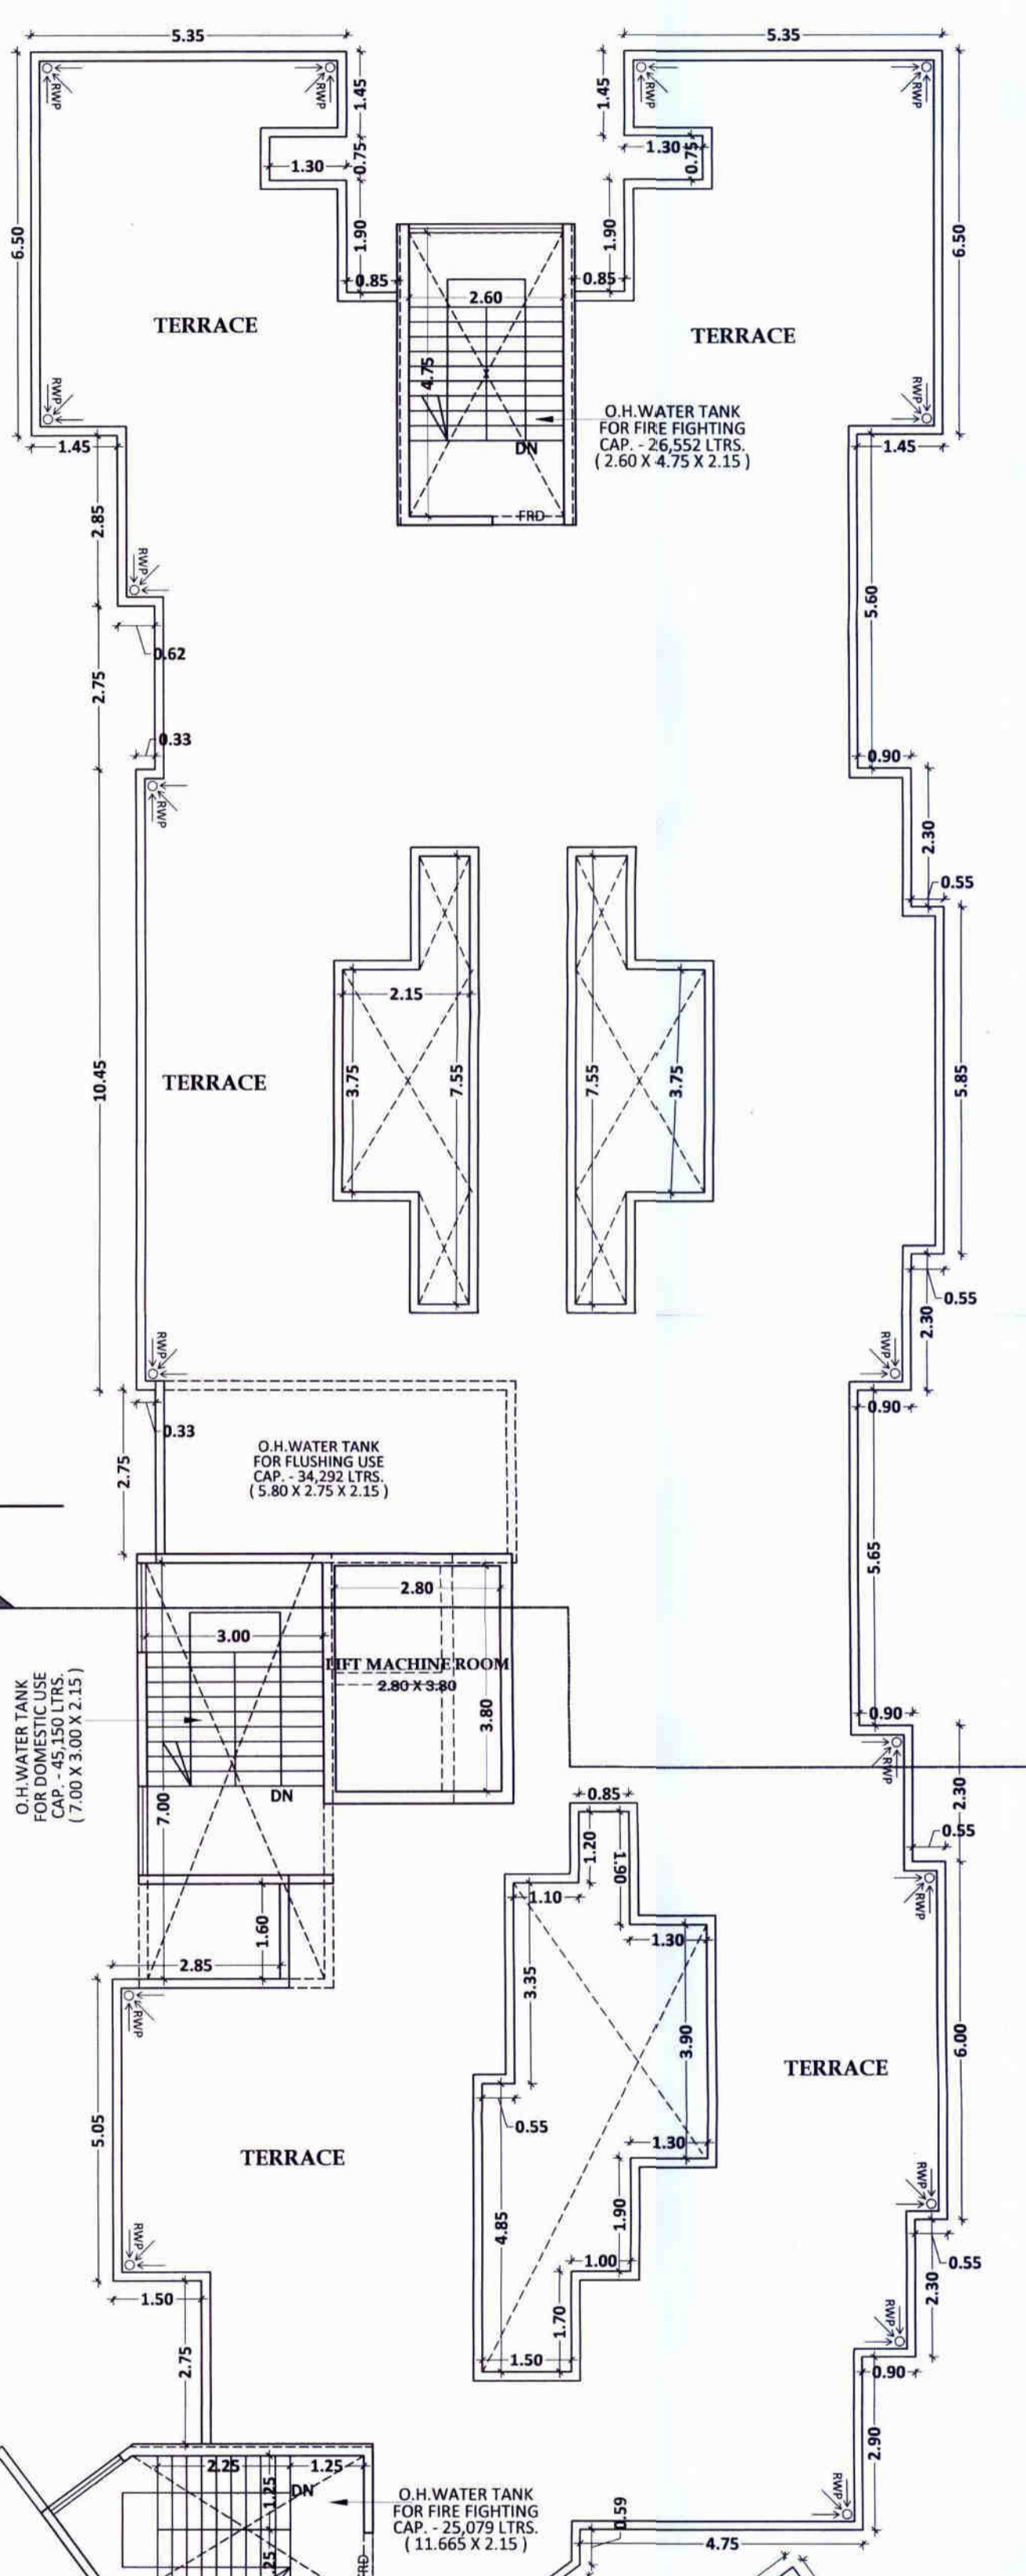 5.35
5.35
RWP
RWP
RWP
RWP
1.45
1.45
1.30
0.75
1.30
0.75
6.50
1.90
1.90
6.50
0.85
0.85
2.60
TERRACE
TERRACE
4.75
RWP
RWP
O.H.WATER TANK
FOR FIRE FIGHTING
CAP. - 26,552 LTRS.
( 2.60 X 4.75 X 2.15 )
DN
1.45
1.45
FRD
2.85
RWP
5.60
0.62
2.75
0.33
0.90
RWP
2.30
0.55
2.15
10.45
TERRACE
3.75
7.55
7.55
3.75
5.85
0.55
2.30
RWP
RWP
0.90
0.33
2.75
O.H.WATER TANK
FOR FLUSHING USE
CAP. - 34,292 LTRS.
( 5.80 X 2.75 X 2.15 )
5.65
2.80
3.00
LIFT MACHINE ROOM
2.80 X 3.80
3.80
O.H.WATER TANK
FOR DOMESTIC USE
CAP. - 45,150 LTRS.
( 7.00 X 3.00 X 2.15 )
0.90
RWP
DN
7.00
0.85
2.30
1.20
1.90
0.55
RWP
1.10
1.60
1.30
2.85
3.35
RWP
3.90
6.00
TERRACE
5.05
0.55
1.30
TERRACE
RWP
1.90
4.85
RWP
1.00
0.55
1.50
2.30
1.70
RWP
2.75
1.50
0.90
2.90
2.25
1.25
1.25
DN
RWP
O.H.WATER TANK
FOR FIRE FIGHTING
CAP. - 25,079 LTRS.
( 11.665 X 2.15 )
0.59
4.75